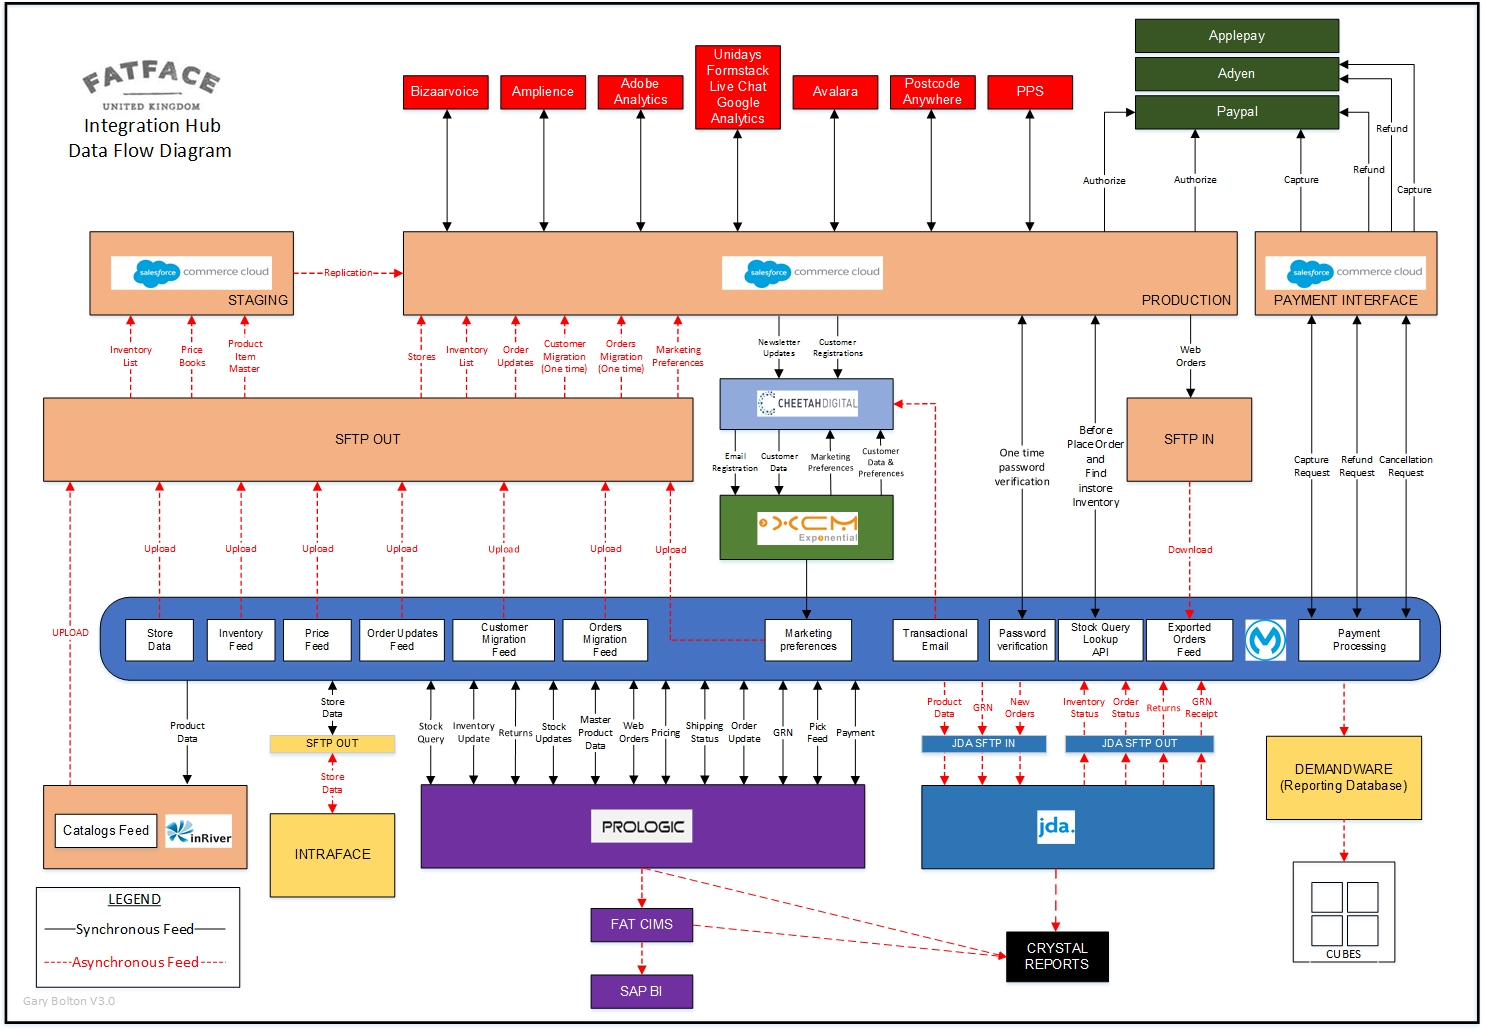 FATFACE
UNITED KINGDOM
Integration Hub
Data Flow Diagram
Applepay
Adyen
Paypal
Bizaarvoice
Amplience
Adobe
Analytics
Unidays
Formstack
Live Chat
Google
Analytics
Avalara
Postcode
Anywhere
PPS
Authorize
Authorize
Capture
Refund
Refund
Capture
salesforce commerce cloud
STAGING
Replication
salesforce commerce cloud
PRODUCTION
salesforce commerce cloud
PAYMENT INTERFACE
Inventory
List
Price
Books
Product
Item
Master
Stores
Inventory
List
Order
Updates
Customer
Migration
(One time)
Orders
Migration
(One time)
Marketing
Preferences
Newsletter
Updates
Customer
Registrations
Web
Orders
SFTP OUT
CHEETAHDIGITAL
SFTP IN
Email
Registration
Customer
Data
Marketing
Preferences
Customer
Data &
Preferences
One time
password
verification
Before
Place Order
and
Find
instore
Inventory
Capture
Request
Refund
Request
Cancellation
Request
XCM
Exponential
Upload
Upload
Upload
Upload
Upload
Upload
Upload
Download
UPLOAD
Store
Data
Inventory
Feed
Price
Feed
Order Updates
Feed
Customer
Migration
Feed
Orders
Migration
Feed
Marketing
preferences
Transactional
Email
Password
verification
Stock Query
Lookup
API
Exported
Orders
Feed
Payment
Processing
Product
Data
Store
Data
SFTP OUT
Store
Data
Stock
Query
Inventory
Update
Returns
Stock
Updates
Master
Product
Data
Web
Orders
Pricing
Shipping
Status
Order
Update
GRN
Pick
Feed
Payment
Product
Data
GRN
New
Orders
Inventory
Status
Order
Status
Returns
GRN
Receipt
JDA SFTP IN
JDA SFTP OUT
DEMANDWARE
(Reporting Database)
Catalogs Feed
inRiver
INTRAFACE
PROLOGIC
jda.
LEGEND
Synchronous Feed
Asynchronous Feed
FAT CIMS
SAP BI
CRYSTAL
REPORTS
CUBES
Gary Bolton V3.0